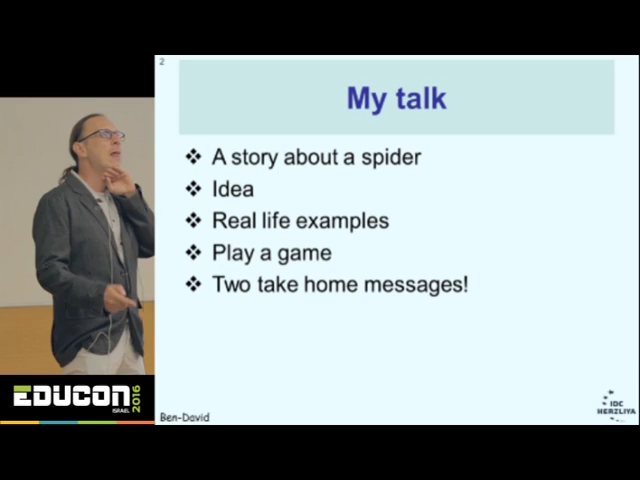 2
My talk
❖ A story about a spider
❖ Idea
❖ Real life examples
❖ Play a game
❖ Two take home messages!
Ben-David
IDC
HERZLIYA
EDUCON
ISRAEL
2016